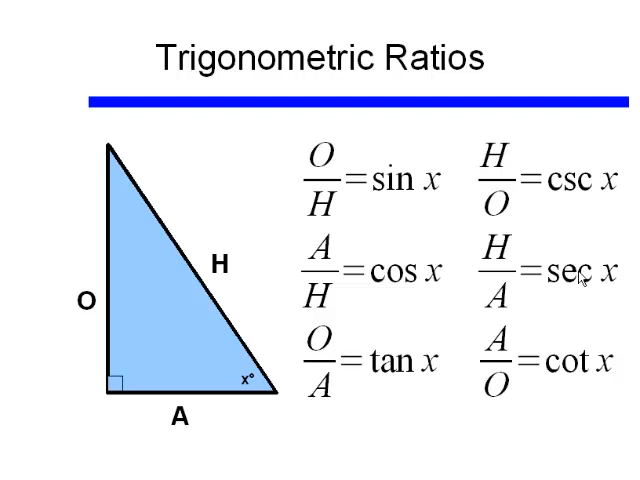 Trigonometric Ratios
O/H = sin x
H/O = csc x
A/H = cos x
H/A = sec x
O/A = tan x
A/O = cot x
O
H
x°
A